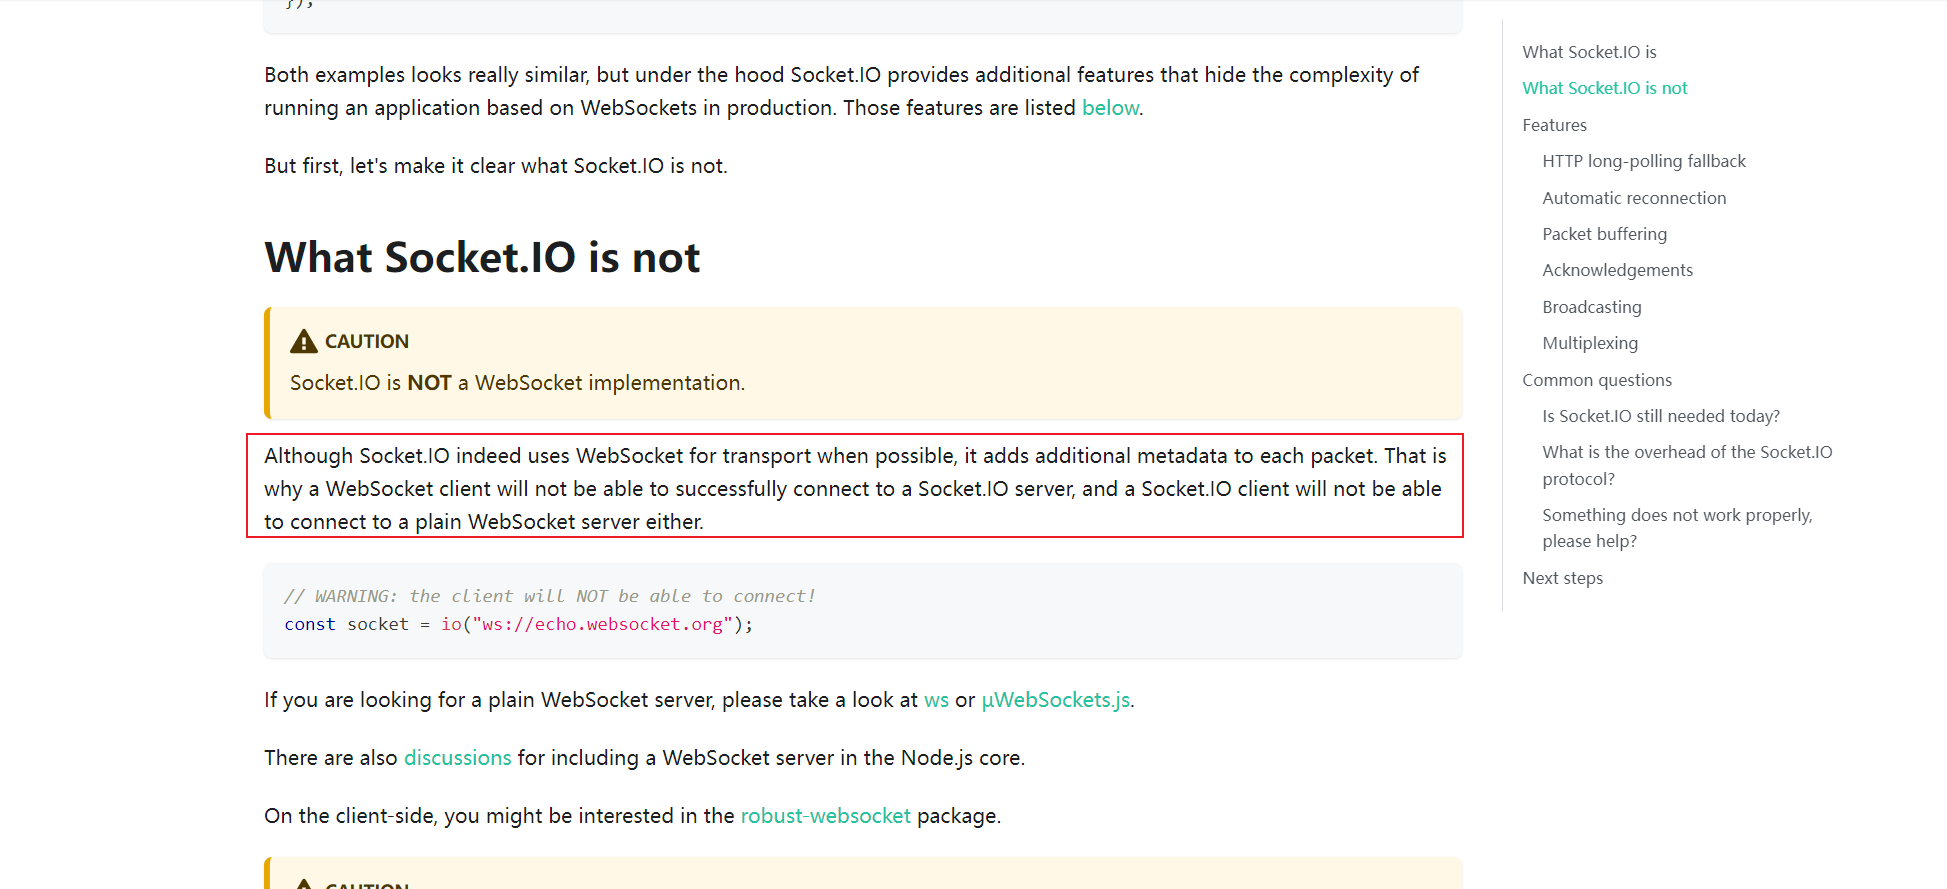 });
Both examples looks really similar, but under the hood Socket.IO provides additional features that hide the complexity of
running an application based on WebSockets in production. Those features are listed below.
But first, let's make it clear what Socket.IO is not.
What Socket.IO is not
CAUTION
Socket.IO is NOT a WebSocket implementation.
Although Socket.IO indeed uses WebSocket for transport when possible, it adds additional metadata to each packet. That is
why a WebSocket client will not be able to successfully connect to a Socket.IO server, and a Socket.IO client will not be able
to connect to a plain WebSocket server either.
// WARNING: the client will NOT be able to connect!
const socket = io("ws://echo.websocket.org");
If you are looking for a plain WebSocket server, please take a look at ws or µWebSockets.js.
There are also discussions for including a WebSocket server in the Node.js core.
On the client-side, you might be interested in the robust-websocket package.
CAUTION
What Socket.IO is
What Socket.IO is not
Features
HTTP long-polling fallback
Automatic reconnection
Packet buffering
Acknowledgements
Broadcasting
Multiplexing
Common questions
Is Socket.IO still needed today?
What is the overhead of the Socket.IO
protocol?
Something does not work properly,
please help?
Next steps